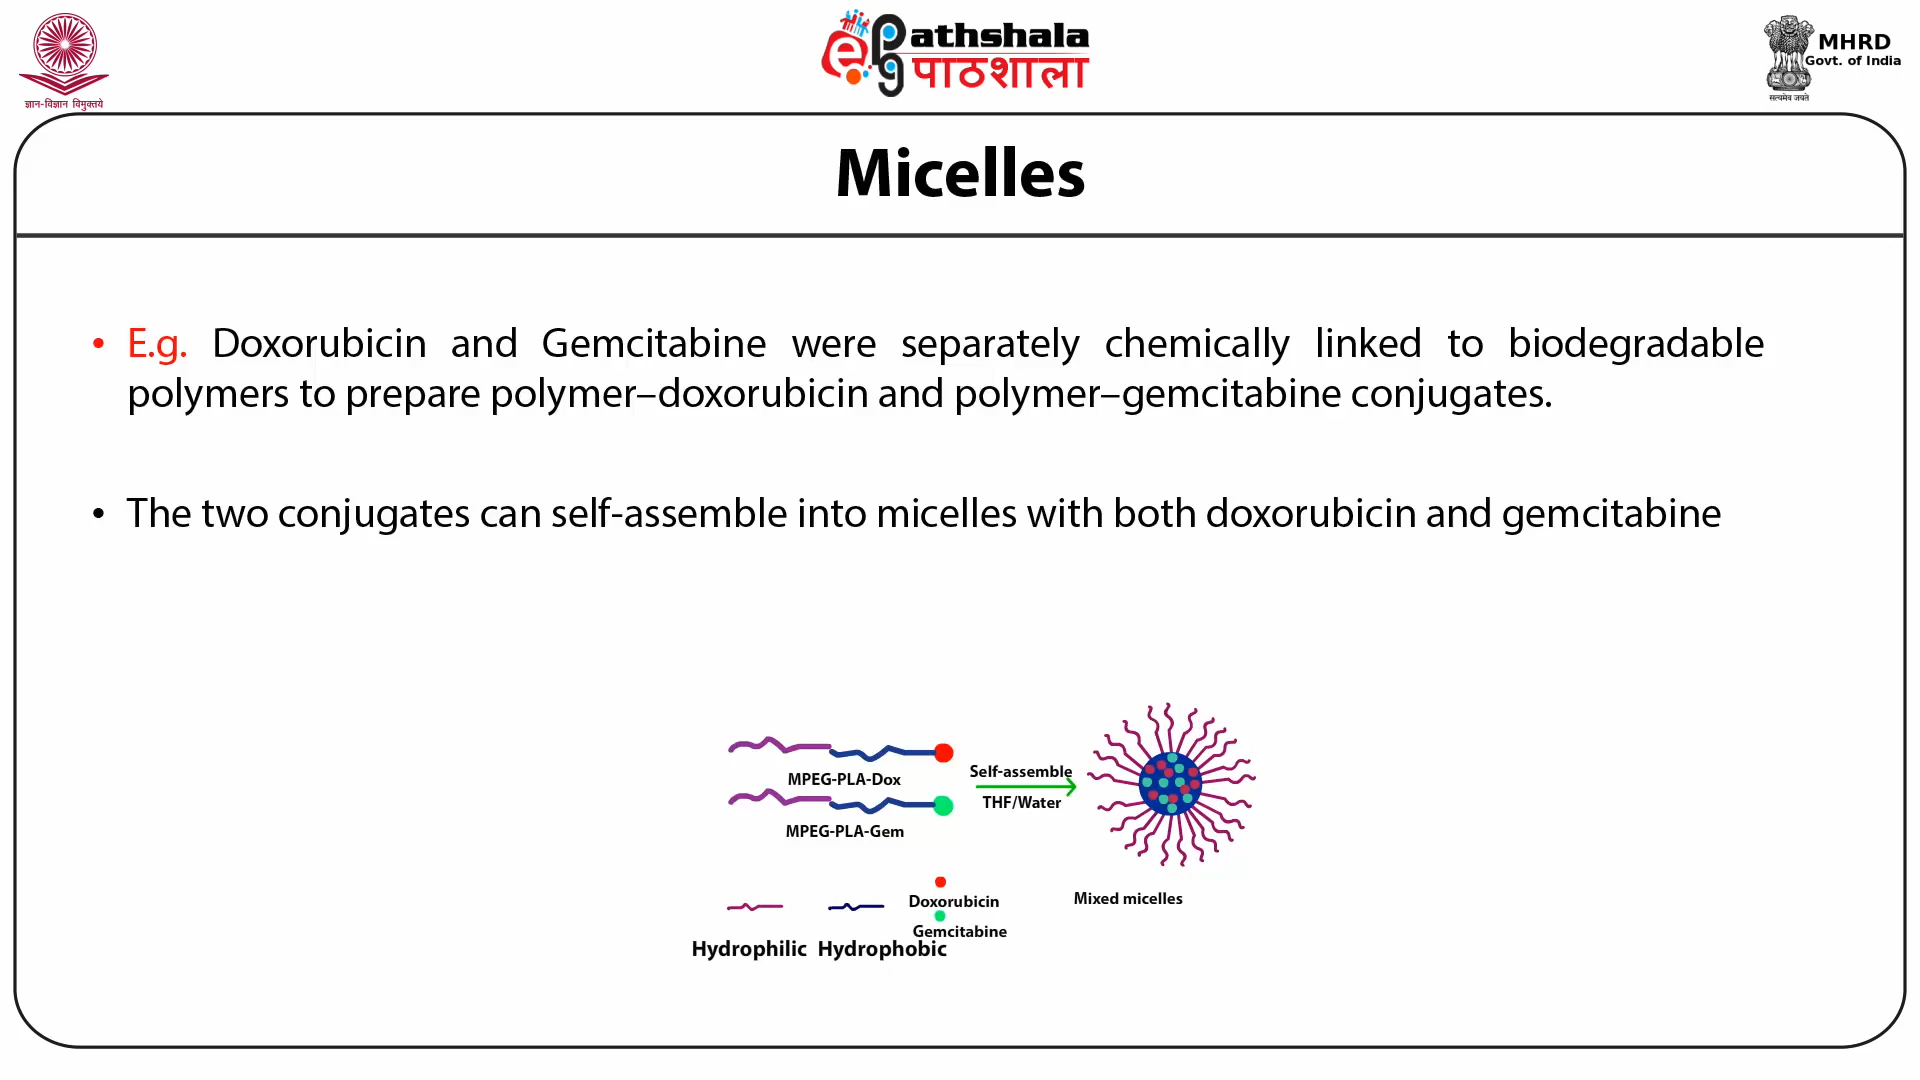 ज्ञान-विज्ञान विमुक्तये
ePgathshala
पाठशाला
MHRD
Govt. of India
सत्यमेव जयते
Micelles
• E.g. Doxorubicin and Gemcitabine were separately chemically linked to biodegradable
polymers to prepare polymer–doxorubicin and polymer–gemcitabine conjugates.
• The two conjugates can self-assemble into micelles with both doxorubicin and gemcitabine
MPEG-PLA-Dox
Self-assemble
THF/Water
MPEG-PLA-Gem
Doxorubicin
Mixed micelles
Gemcitabine
Hydrophilic Hydrophobic